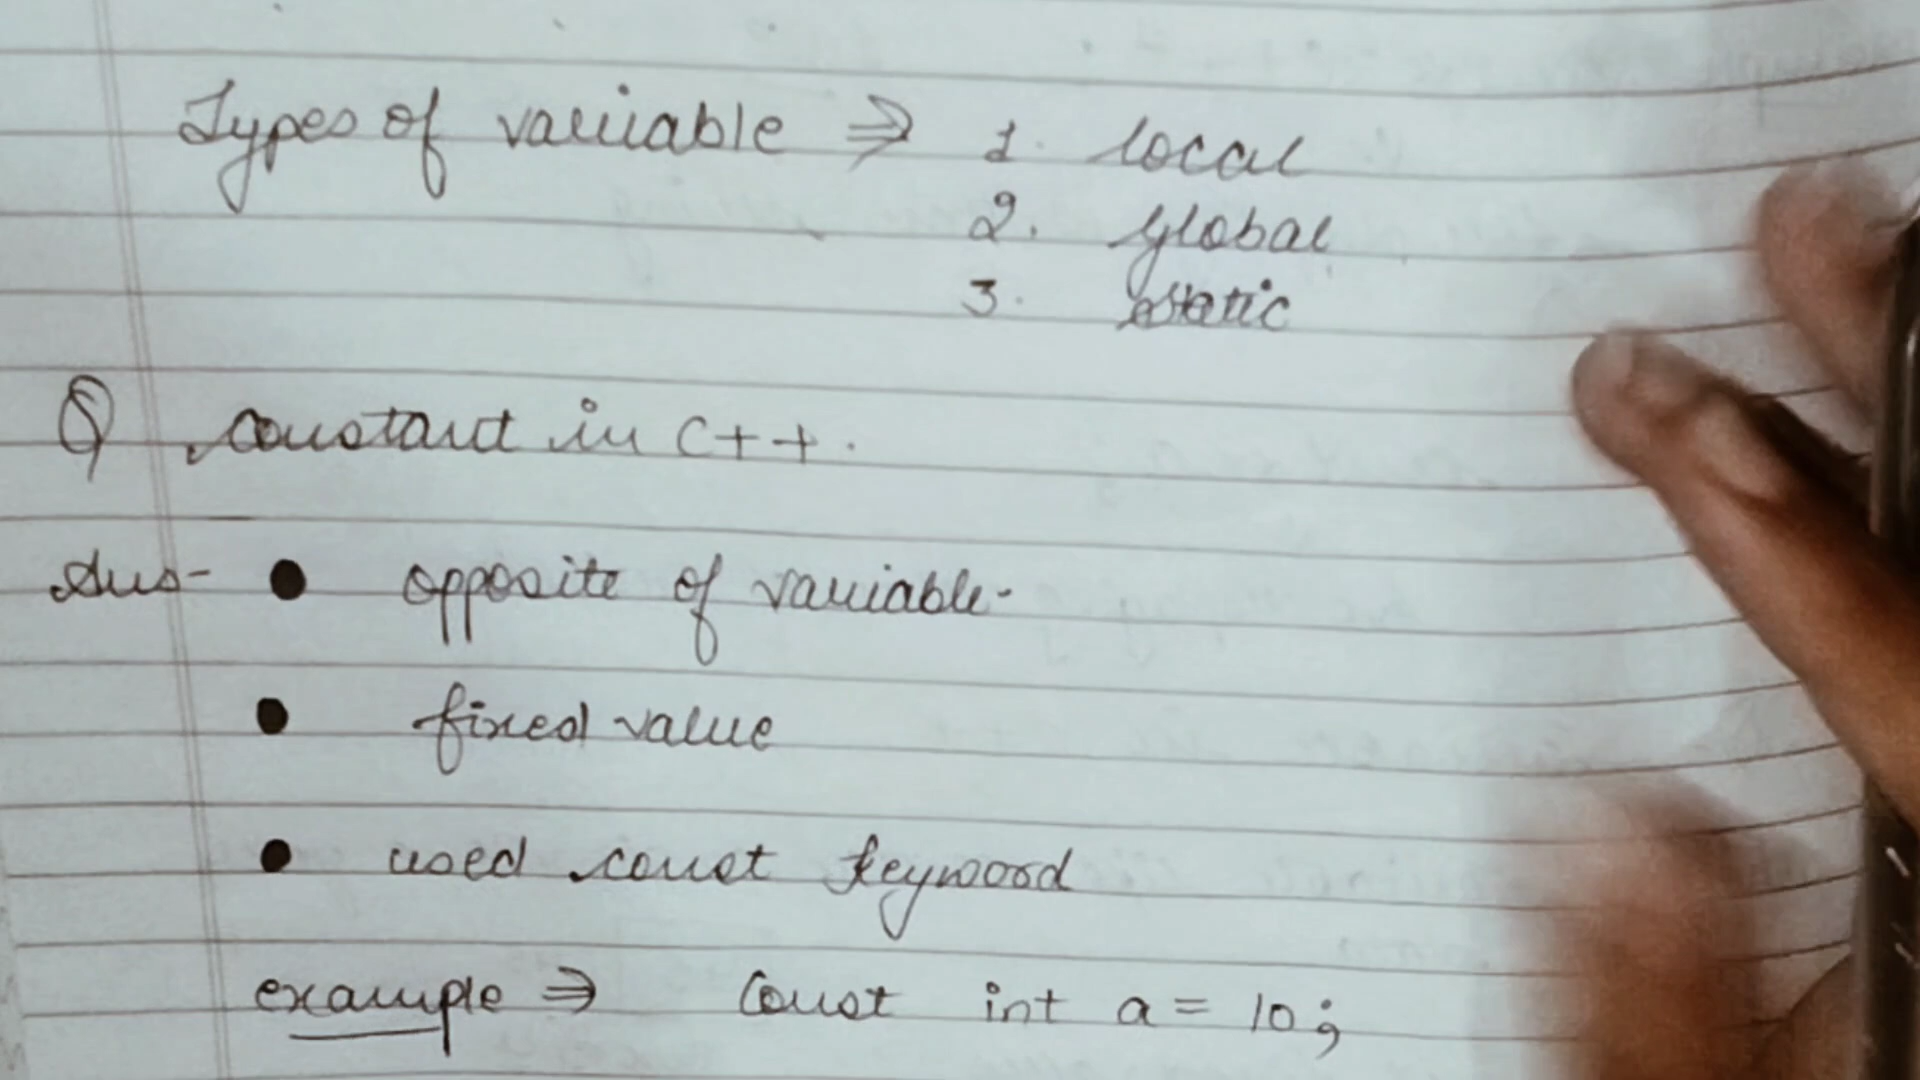 Types of variable ⇒ 1. local
2. global
3. static
Q constant in C++.
Ans- ● opposite of variable.
● fixed value
● used const keyword
example ⇒ Const int a = 10;